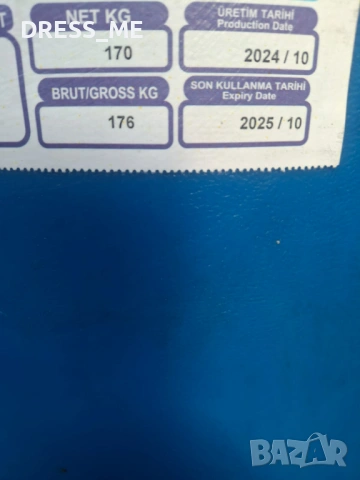 DRESS_ME
NET KG
170
ÜRETİM TARİHİ
Production Date
2024 / 10
BRUT/GROSS KG
176
SON KULLANMA TARİHİ
Expiry Date
2025 / 10
BAZAR